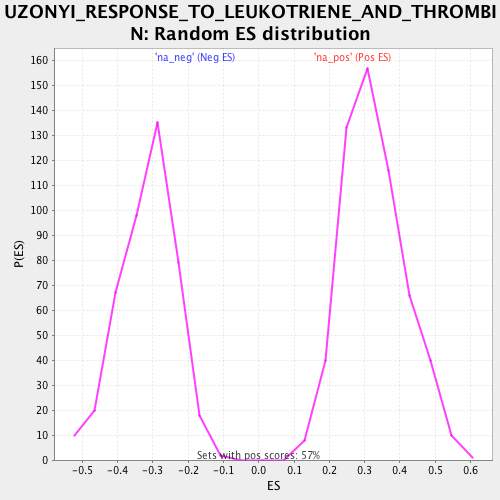 UZONYI_RESPONSE_TO_LEUKOTRIENE_AND_THROMBI
N: Random ES distribution
'na_neg' (Neg ES) 'na_pos' (Pos ES)
160
150
140
130
120
110
100
90
80
70
60
50
40
30
20
10
0
P(ES)
Sets with pos scores: 57%
-0.5 -0.4 -0.3 -0.2 -0.1 0.0 0.1 0.2 0.3 0.4 0.5 0.6
ES